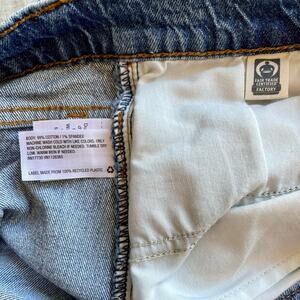 BODY: 99% COTTON / 1% SPANDEX
MACHINE WASH COLD WITH LIKE COLORS. ONLY
NON-CHLORINE BLEACH IF NEEDED. TUMBLE DRY
LOW. WARM IRON IF NEEDED.
LABEL MADE FROM 100% RECYCLED PLASTIC
FAIR TRADE
CERTIFIED
FACTORY